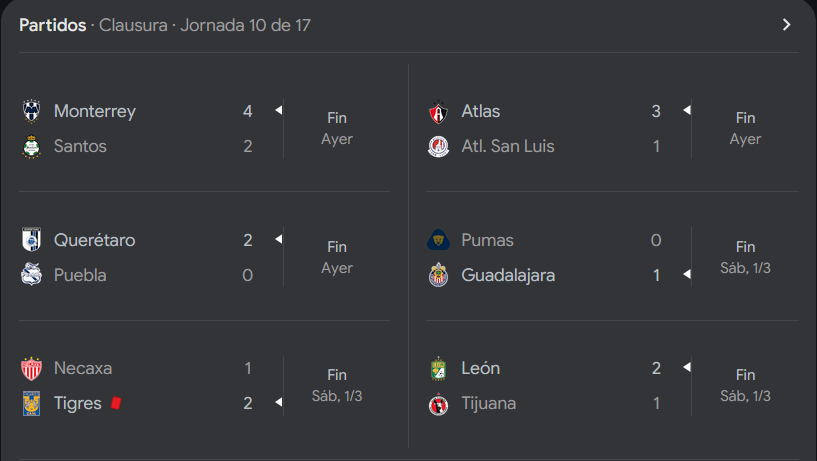 Partidos · Clausura · Jornada 10 de 17
Monterrey 4
Santos 2
Fin
Ayer
Atlas 3
Atl. San Luis 1
Fin
Ayer
Querétaro 2
Puebla 0
Fin
Ayer
Pumas 0
Guadalajara 1
Fin
Sáb, 1/3
Necaxa 1
Tigres 2
Fin
Sáb, 1/3
León 2
Tijuana 1
Fin
Sáb, 1/3